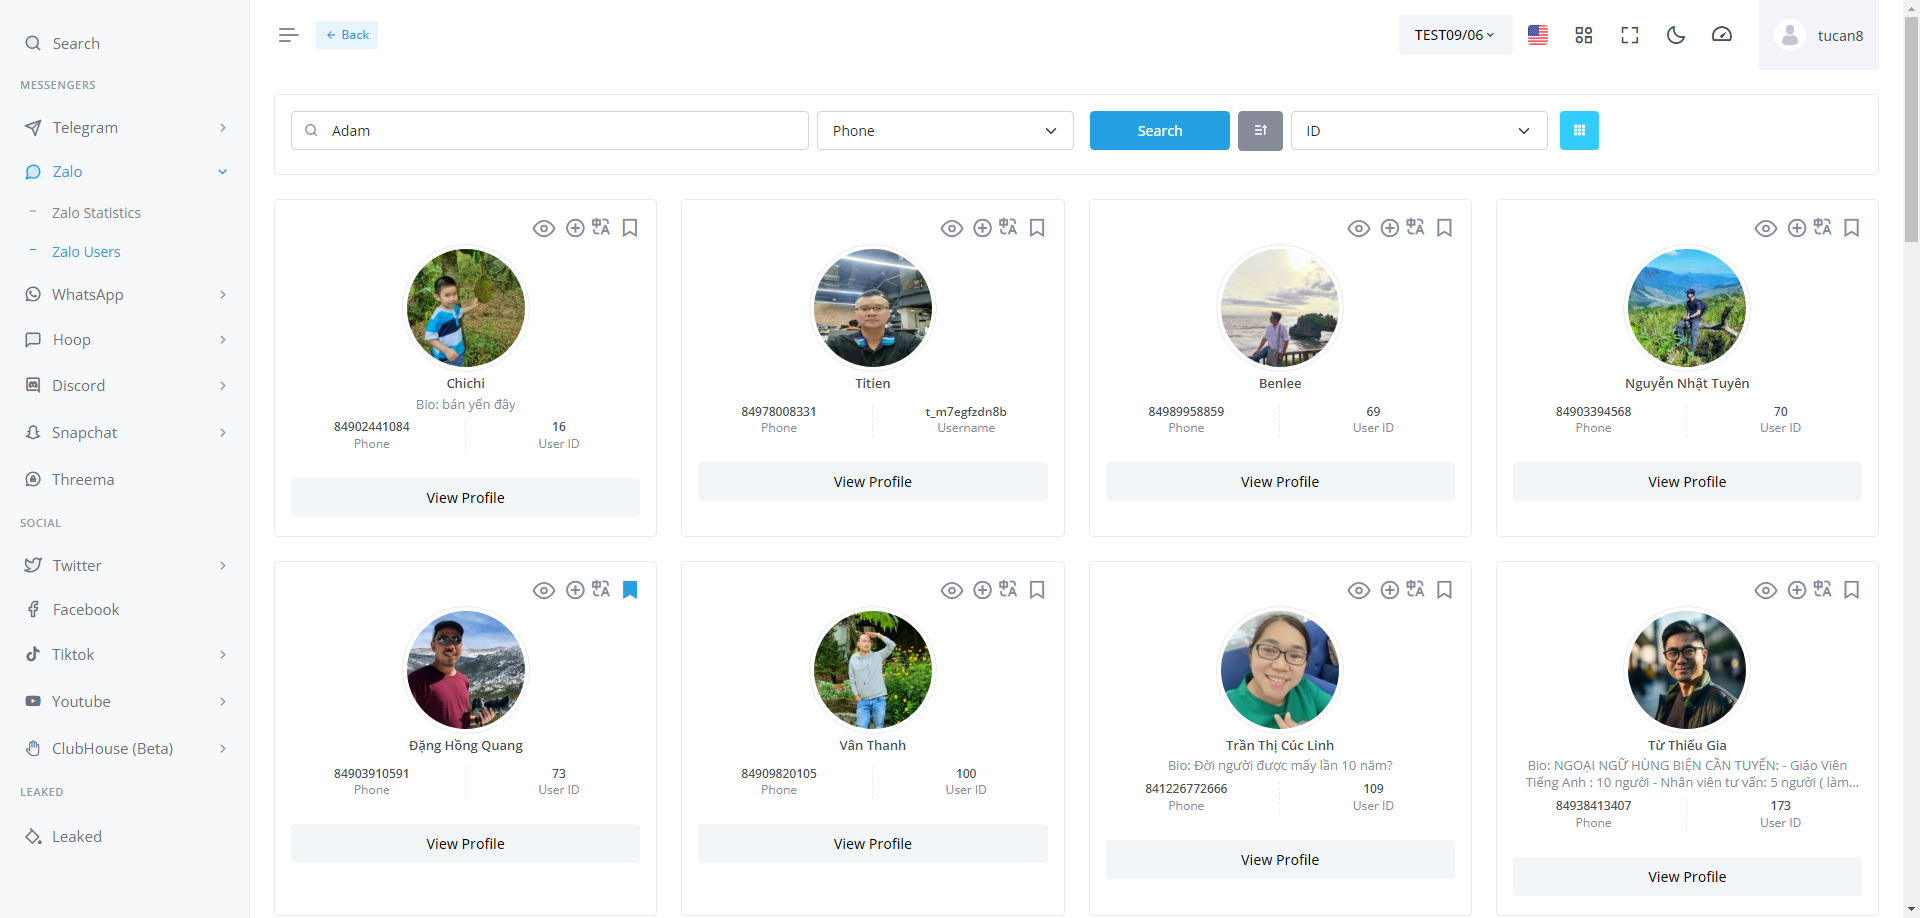 Search
MESSENGERS
Telegram
Zalo
Zalo Statistics
Zalo Users
WhatsApp
Hoop
Discord
Snapchat
Threema
SOCIAL
Twitter
Facebook
Tiktok
Youtube
ClubHouse (Beta)
LEAKED
Leaked
Back
TEST09/06
tucan8
Adam
Phone
Search
ID
Chichi
Bio: bán yến đây
84902441084
Phone
16
User ID
View Profile
Titien
84978008331
Phone
t_m7egfzdn8b
Username
View Profile
Benlee
84989958859
Phone
69
User ID
View Profile
Nguyễn Nhật Tuyên
84903394568
Phone
70
User ID
View Profile
Đặng Hồng Quang
84903910591
Phone
73
User ID
View Profile
Vân Thanh
84909820105
Phone
100
User ID
View Profile
Trần Thị Cúc Linh
Bio: Đời người được mấy lần 10 năm?
841226772666
Phone
109
User ID
View Profile
Từ Thiếu Gia
Bio: NGOẠI NGỮ HÙNG BIỆN CẦN TUYỂN: - Giáo Viên
Tiếng Anh : 10 người - Nhân viên tư vấn: 5 người ( làm...
84938413407
Phone
173
User ID
View Profile